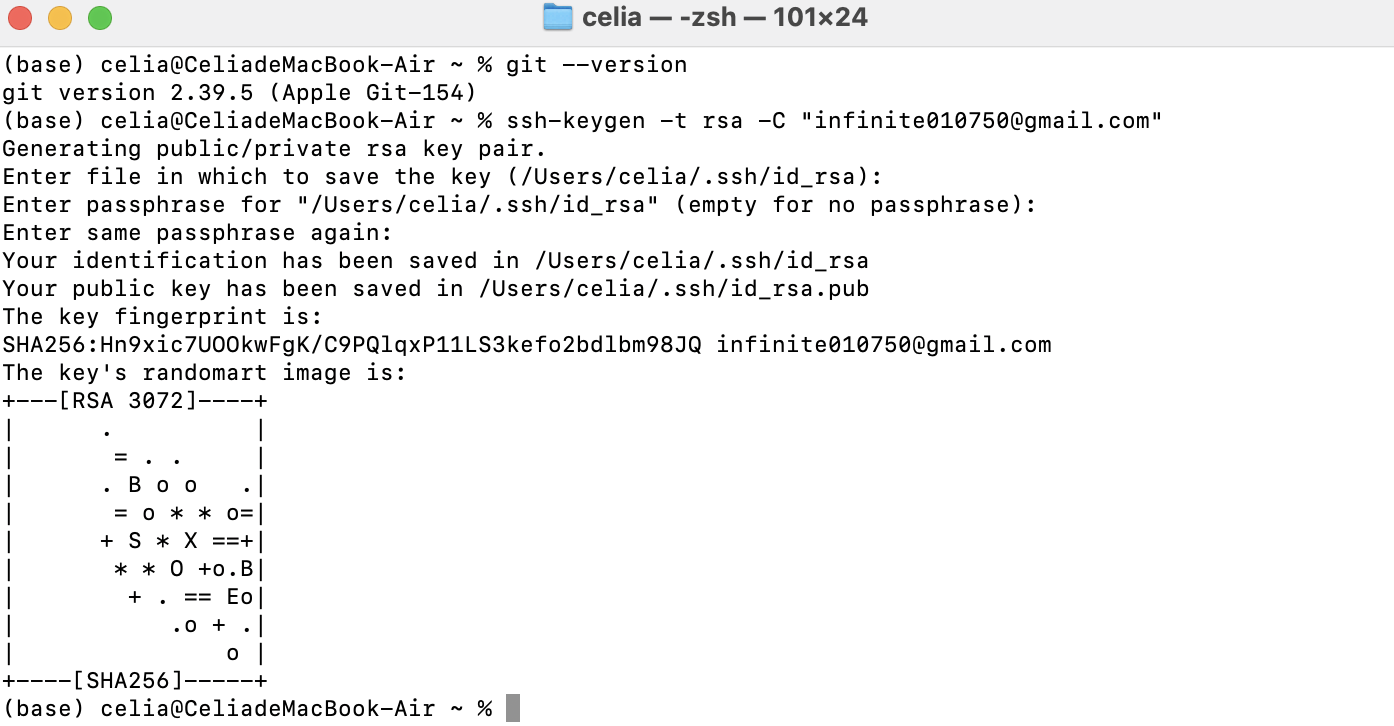 celia — -zsh — 101×24
(base) celia@CeliadeMacBook-Air ~ % git --version
git version 2.39.5 (Apple Git-154)
(base) celia@CeliadeMacBook-Air ~ % ssh-keygen -t rsa -C "infinite010750@gmail.com"
Generating public/private rsa key pair.
Enter file in which to save the key (/Users/celia/.ssh/id_rsa):
Enter passphrase for "/Users/celia/.ssh/id_rsa" (empty for no passphrase):
Enter same passphrase again:
Your identification has been saved in /Users/celia/.ssh/id_rsa
Your public key has been saved in /Users/celia/.ssh/id_rsa.pub
The key fingerprint is:
SHA256:Hn9xic7UOOkwFgK/C9PQlqxP11LS3kefo2bdlbm98JQ infinite010750@gmail.com
The key's randomart image is:
+---[RSA 3072]----+
|      .          |
|       = . .     |
|      . B o o   .|
|       = o * * o=|
|      + S * X ==+|
|       * * O +o.B|
|        + . == Eo|
|           .o + .|
|               o |
+----[SHA256]-----+
(base) celia@CeliadeMacBook-Air ~ %